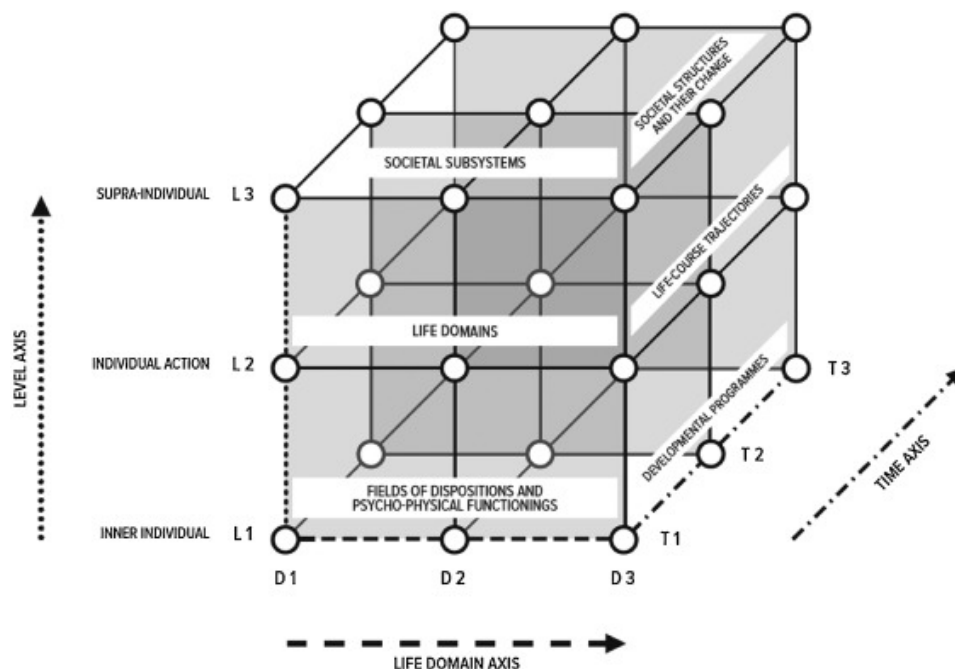 SOCIETAL STRUCTURES
AND THEIR CHANGE
SOCIETAL SUBSYSTEMS
SUPRA-INDIVIDUAL L 3
LIFE-COURSE TRAJECTORIES
LIFE DOMAINS
INDIVIDUAL ACTION L 2
T 3
LEVEL AXIS
DEVELOPMENTAL PROGRAMMES
TIME AXIS
T 2
FIELDS OF DISPOSITIONS AND
PSYCHO-PHYSICAL FUNCTIONINGS
INNER INDIVIDUAL L 1
T 1
D 1 D 2 D 3
LIFE DOMAIN AXIS